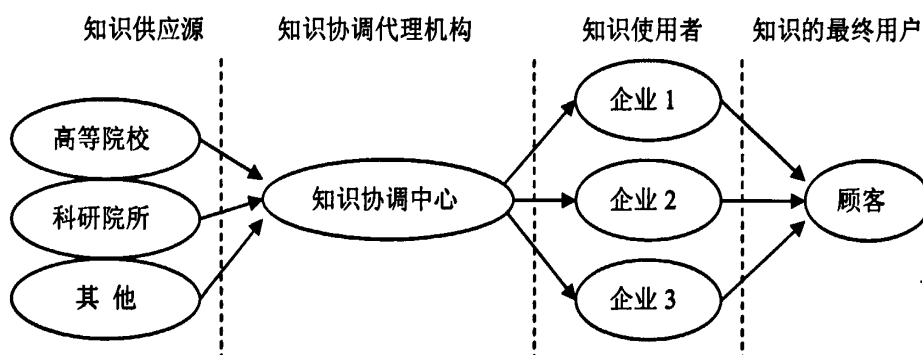 知识供应源 知识协调代理机构 知识使用者 知识的最终用户
企业 1
高等院校
知识协调中心
企业 2
顾客
科研院所
其 他
企业 3